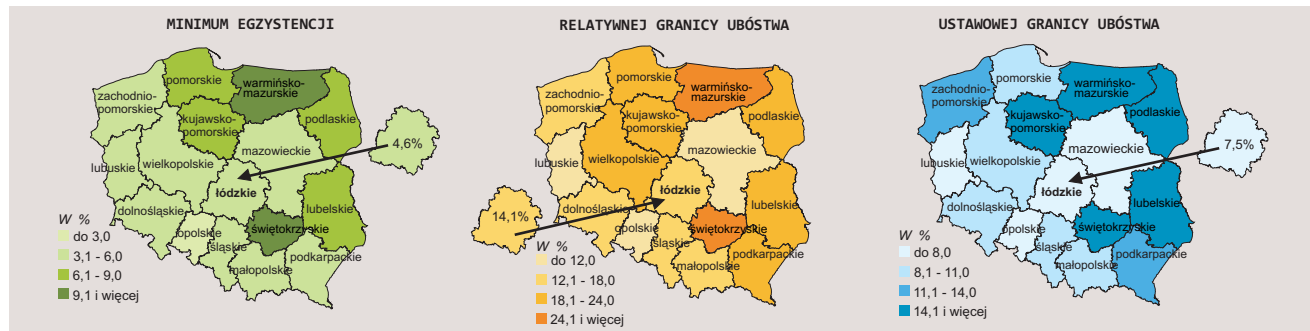 MINIMUM EGZYSTENCJI
pomorskie
warmińsko-
mazurskie
zachodnio-
pomorskie
kujawsko-
pomorskie
podlaskie
4,6%
mazowieckie
lubuskie
wielkopolskie
łódzkie
dolnośląskie
lubelskie
opolskie
świętokrzyskie
śląskie
podkarpackie
małopolskie
W %
do 3,0
3,1 - 6,0
6,1 - 9,0
9,1 i więcej
RELATYWNEJ GRANICY UBÓSTWA
pomorskie
warmińsko-
mazurskie
zachodnio-
pomorskie
kujawsko-
pomorskie
podlaskie
mazowieckie
lubuskie
wielkopolskie
łódzkie
14,1%
dolnośląskie
lubelskie
opolskie
świętokrzyskie
śląskie
podkarpackie
małopolskie
W %
do 12,0
12,1 - 18,0
18,1 - 24,0
24,1 i więcej
USTAWOWEJ GRANICY UBÓSTWA
pomorskie
warmińsko-
mazurskie
zachodnio-
pomorskie
kujawsko-
pomorskie
podlaskie
7,5%
mazowieckie
lubuskie
wielkopolskie
łódzkie
dolnośląskie
lubelskie
opolskie
świętokrzyskie
śląskie
podkarpackie
małopolskie
W %
do 8,0
8,1 - 11,0
11,1 - 14,0
14,1 i więcej